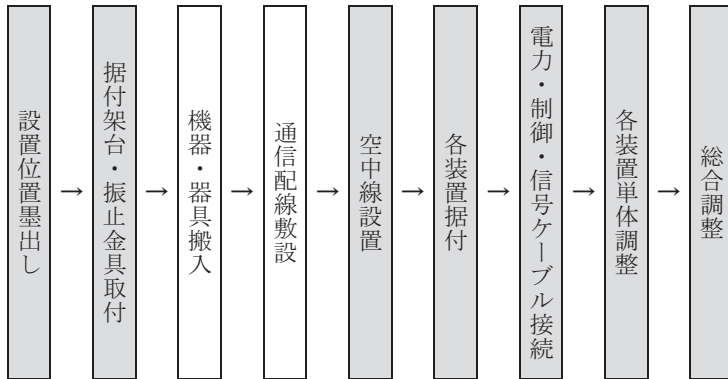 設置位置墨出し
→
据付架台・振止金具取付
→
機器・器具搬入
→
通信配線敷設
→
空中線設置
→
各装置据付
→
電力・制御・信号ケーブル接続
→
各装置単体調整
→
総合調整